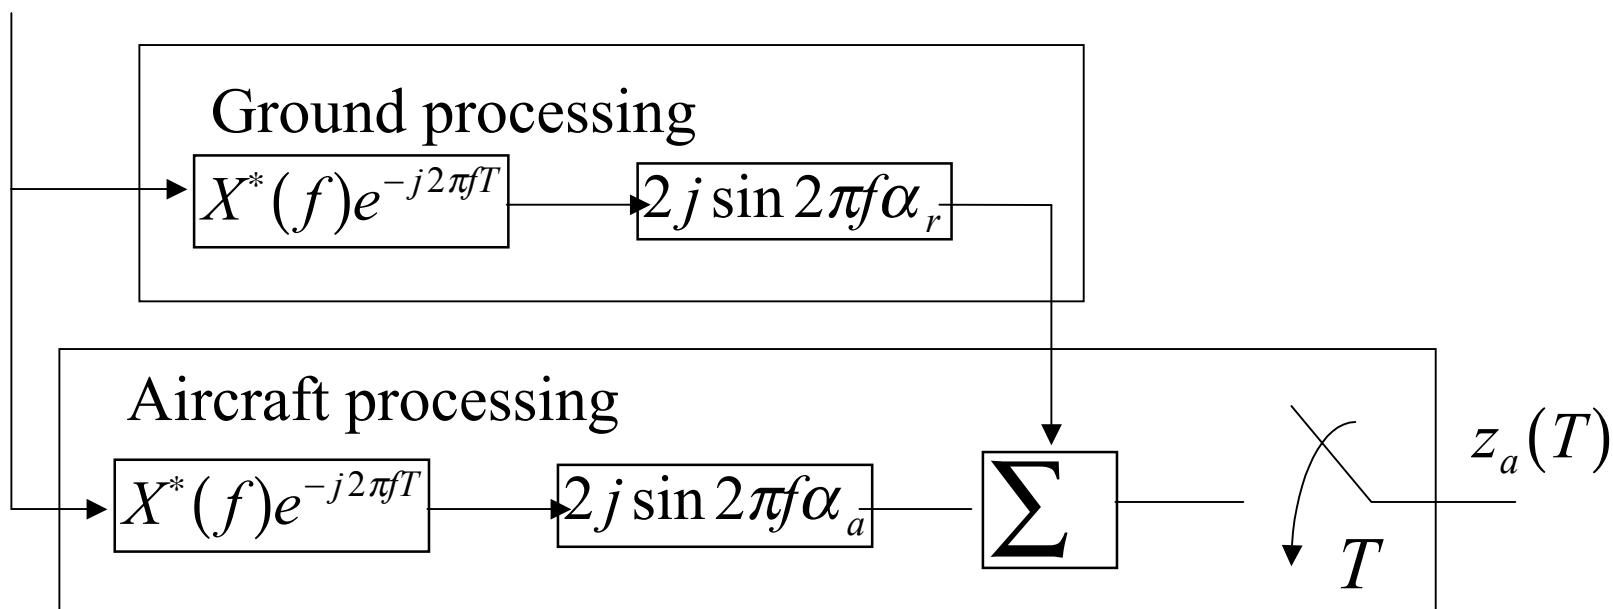 Ground processing
X*(f)e^{-j2πfT}
2j sin 2πfα_r
Aircraft processing
X*(f)e^{-j2πfT}
2j sin 2πfα_a
Σ
T
z_a(T)